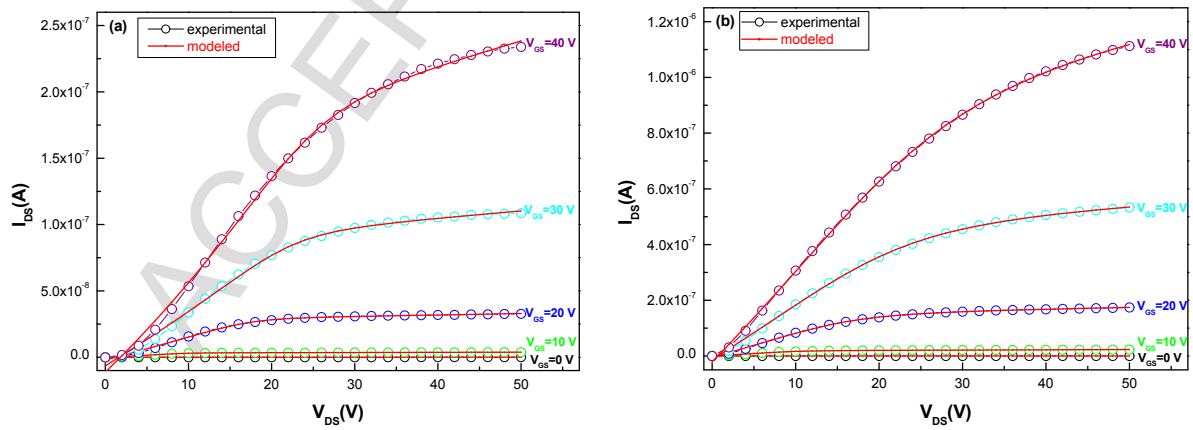 (a)
experimental
modeled
2.5x10⁻⁷
2.0x10⁻⁷
1.5x10⁻⁷
1.0x10⁻⁷
5.0x10⁻⁸
0.0
I_DS(A)
V_GS=40 V
V_GS=30 V
V_GS=20 V
V_GS=10 V
V_GS=0 V
0 10 20 30 40 50
V_DS(V)
ACCE
(b)
experimental
modeled
1.2x10⁻⁶
1.0x10⁻⁶
8.0x10⁻⁷
6.0x10⁻⁷
4.0x10⁻⁷
2.0x10⁻⁷
0.0
I_DS(A)
V_GS=40 V
V_GS=30 V
V_GS=20 V
V_GS=10 V
V_GS=0 V
0 10 20 30 40 50
V_DS(V)